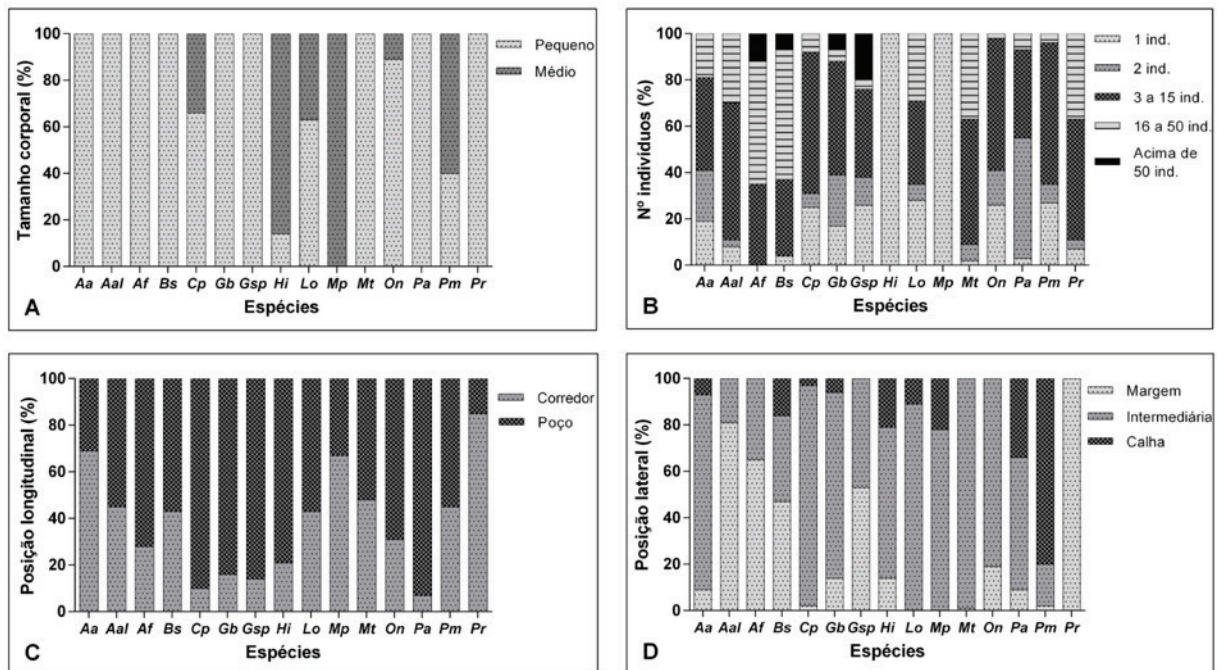 100
80
60
40
20
0
Tamanho corporal (%)
Pequeno
Médio
Aa Aal Af Bs Cp Gb Gsp Hi Lo Mp Mt On Pa Pm Pr
Espécies
A
100
80
60
40
20
0
Nº indivíduos (%)
1 ind.
2 ind.
3 a 15 ind.
16 a 50 ind.
Acima de
50 ind.
Aa Aal Af Bs Cp Gb Gsp Hi Lo Mp Mt On Pa Pm Pr
Espécies
B
100
80
60
40
20
0
Posição longitudinal (%)
Corredor
Poço
Aa Aal Af Bs Cp Gb Gsp Hi Lo Mp Mt On Pa Pm Pr
Espécies
C
100
80
60
40
20
0
Posição lateral (%)
Margem
Intermediária
Calha
Aa Aal Af Bs Cp Gb Gsp Hi Lo Mp Mt On Pa Pm Pr
Espécies
D